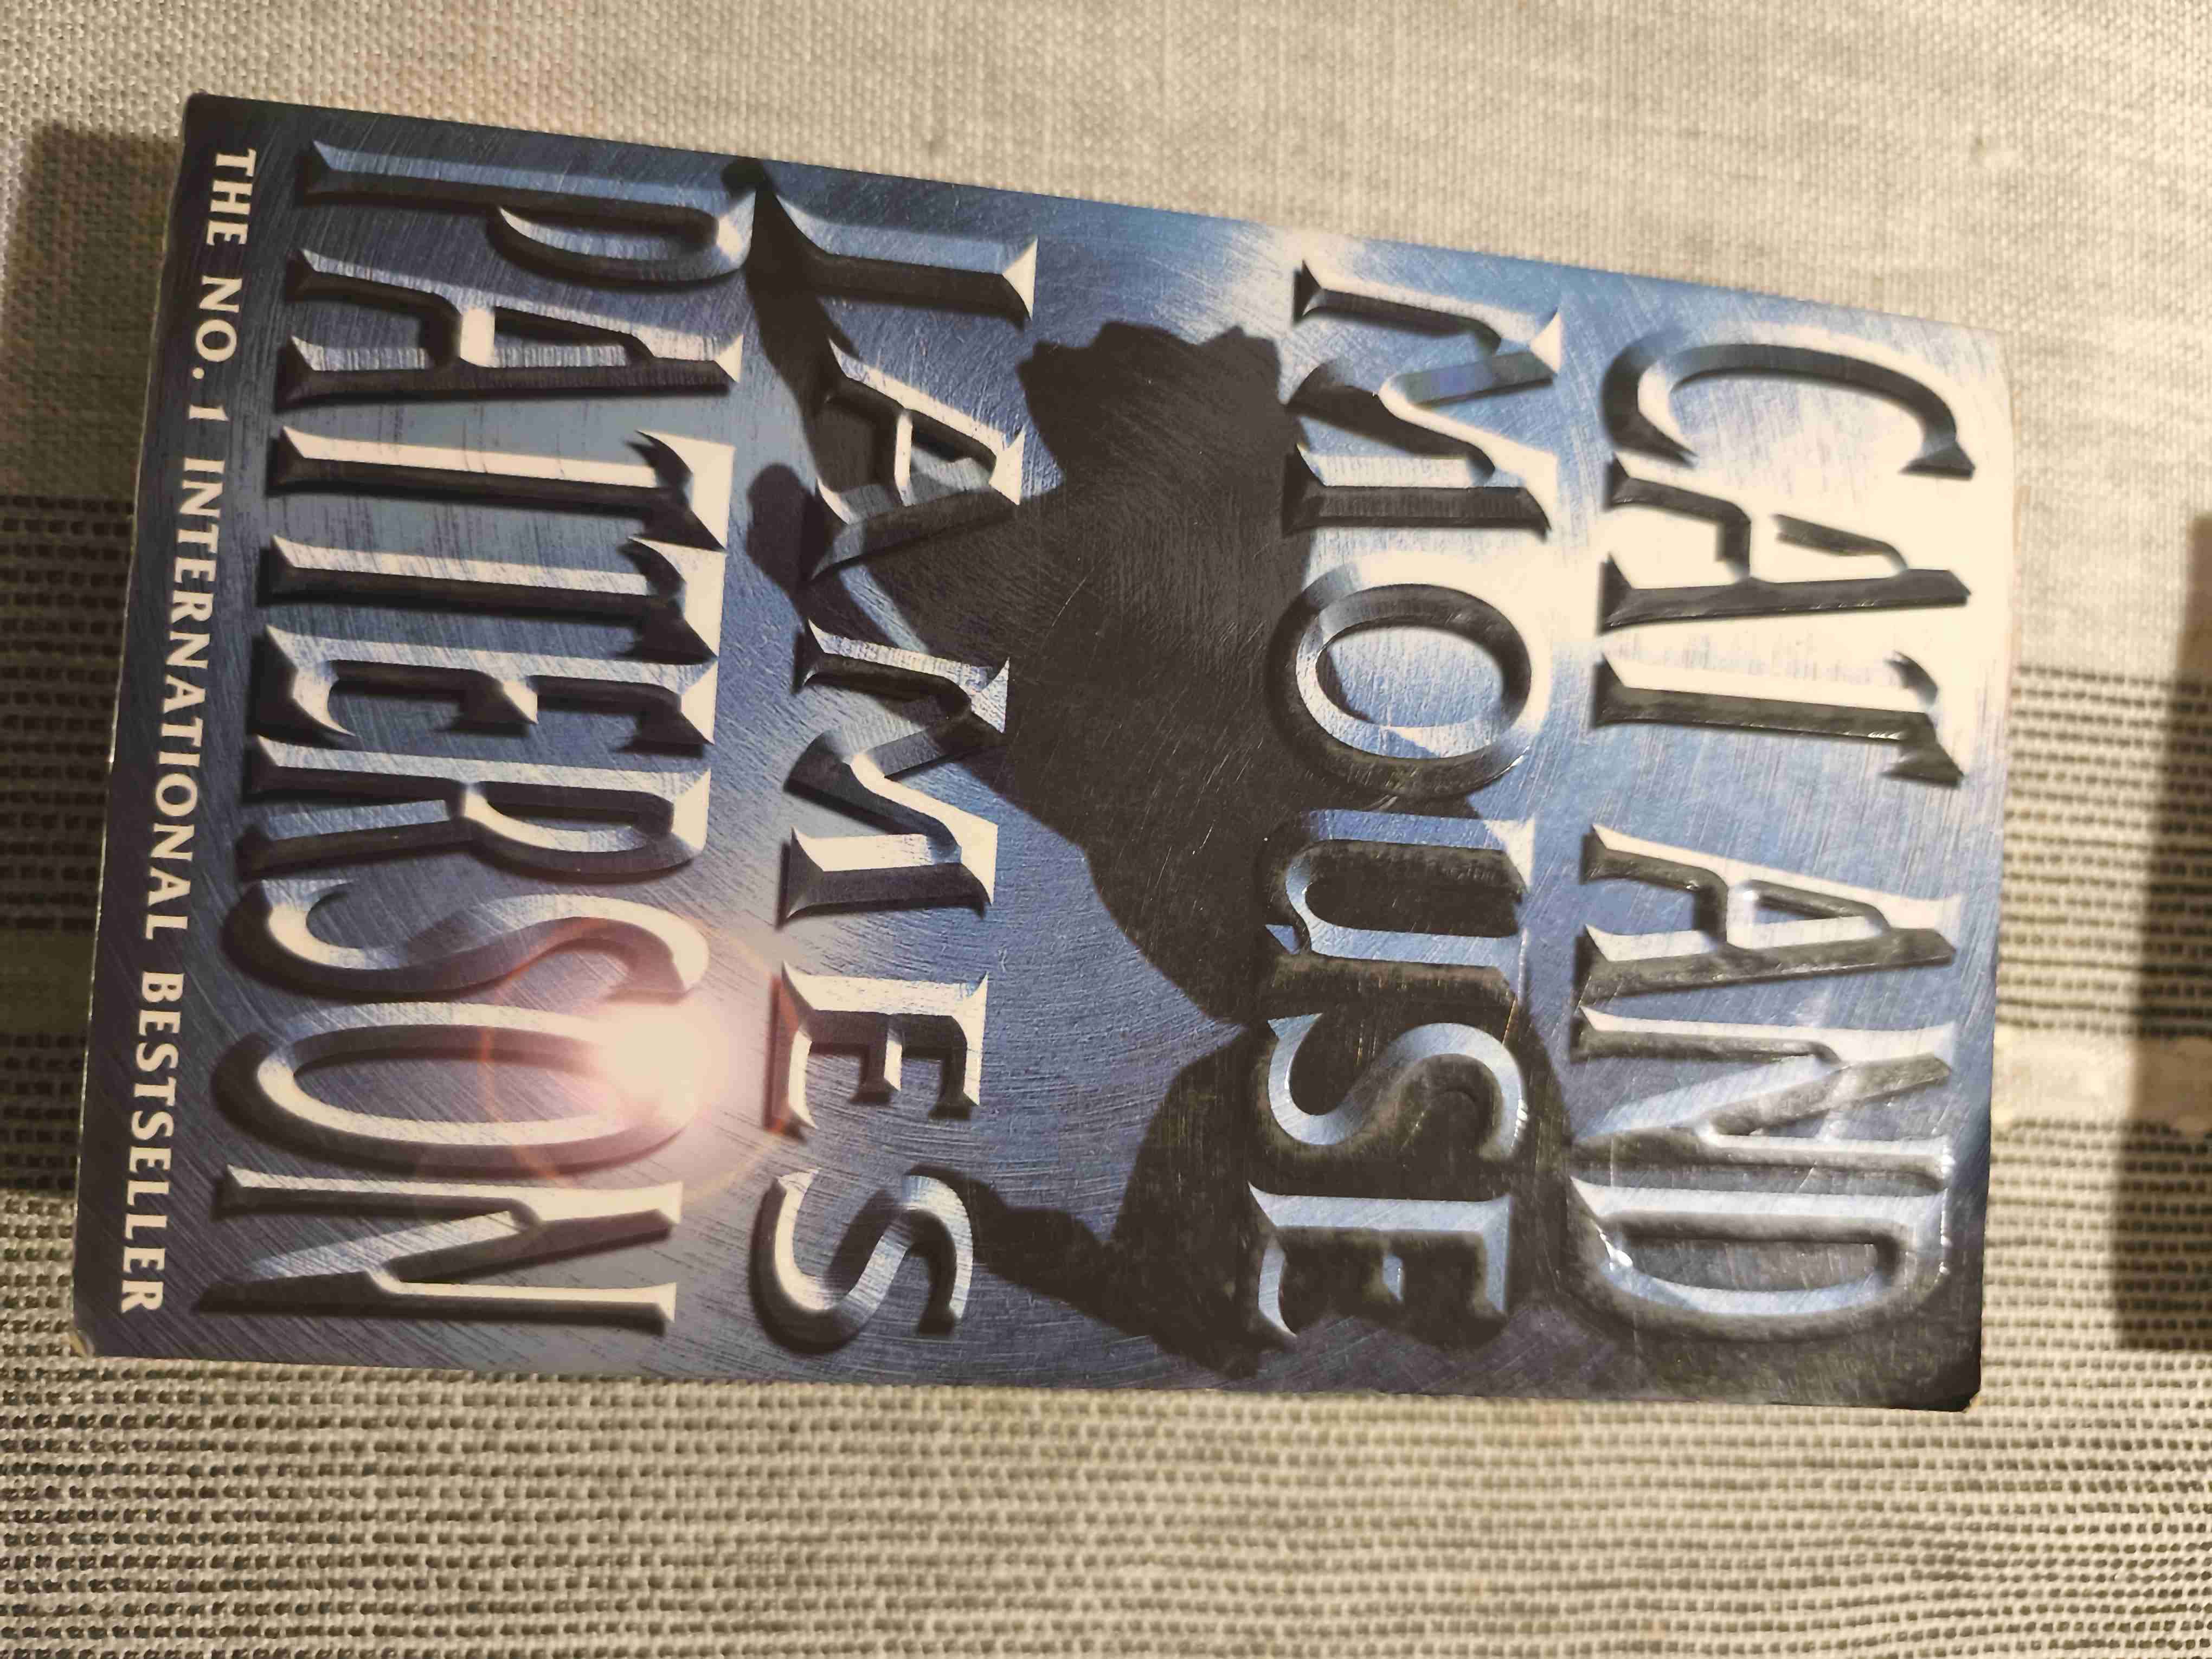 CAT AND
MOUSE
JAMES
PATTERSON
THE NO. 1 INTERNATIONAL BESTSELLER